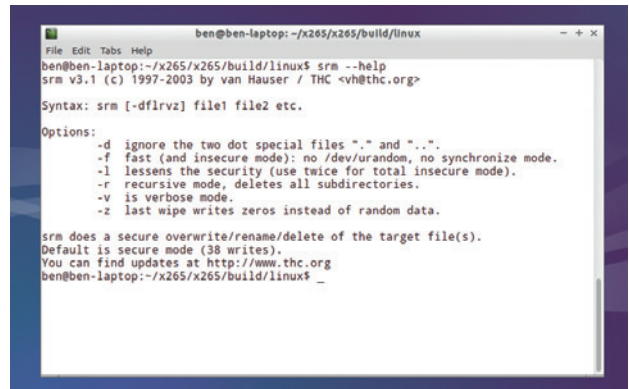 ben@ben-laptop: ~/x265/x265/build/linux
File Edit Tabs Help
ben@ben-laptop:~/x265/x265/build/linux$ srm --help
srm v3.1 (c) 1997-2003 by van Hauser / THC <vh@thc.org>
Syntax: srm [-dflrvz] file1 file2 etc.
Options:
-d ignore the two dot special files "." and "..".
-f fast (and insecure mode): no /dev/urandom, no synchronize mode.
-l lessens the security (use twice for total insecure mode).
-r recursive mode, deletes all subdirectories.
-v is verbose mode.
-z last wipe writes zeros instead of random data.
srm does a secure overwrite/rename/delete of the target file(s).
Default is secure mode (38 writes).
You can find updates at http://www.thc.org
ben@ben-laptop:~/x265/x265/build/linux$ _